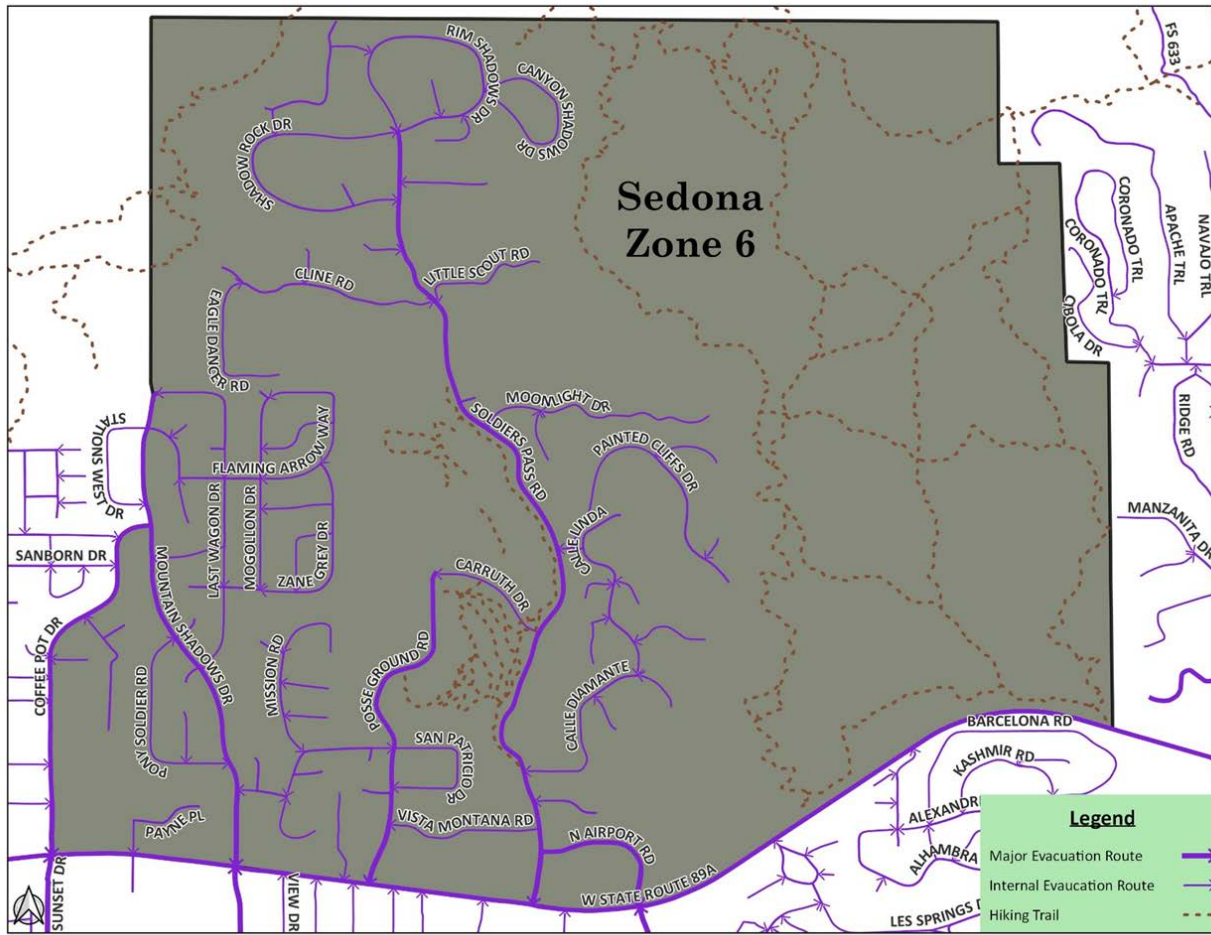 RIM SHADOWS DR
CANYON SHADOWS DR
FS 633
SHADOW ROCK DR
Sedona
Zone 6
CORONADO TRL
CORONADO TRL
APACHE TRL
NAVAJO TRL
OBOLA DR
LITTLE SCOUT RD
CLINE RD
EAGLE DANCER RD
MOONLIGHT DR
SOLDIERS PASS RD
PAINTED CLIFFS DR
RIDGE RD
STATIONS WEST DR
FLAMING ARROW WAY
LAST WAGON DR
MOGOLLON DR
ZANE GREY DR
MANZANITA DR
SANBORN DR
MOUNTAIN SHADOWS DR
CALLE LINDA
CARRUTH DR
COFFEE POT DR
PONY SOLDIER RD
MISSION RD
POSSE GROUND RD
CALLE DIAMANTE
SAN PATRICIO DR
BARCELONA RD
KASHMIR RD
PAYNE PL
VISTA MONTANA RD
N AIRPORT RD
ALEXANDRI
ALHAMBRA
W STATE ROUTE 89A
SUNSET DR
VIEW DR
LES SPRINGS D
Legend
Major Evacuation Route
Internal Evaucation Route
Hiking Trail